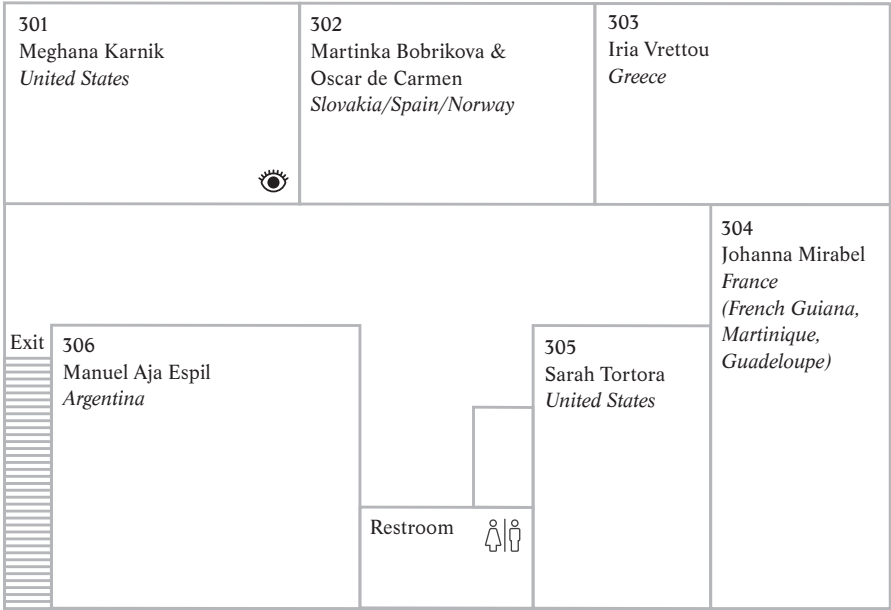 301
Meghana Karnik
United States
302
Martinka Bobrikova &
Oscar de Carmen
Slovakia/Spain/Norway
303
Iria Vrettou
Greece
304
Johanna Mirabel
France
(French Guiana,
Martinique,
Guadeloupe)
Exit
306
Manuel Aja Espil
Argentina
305
Sarah Tortora
United States
Restroom